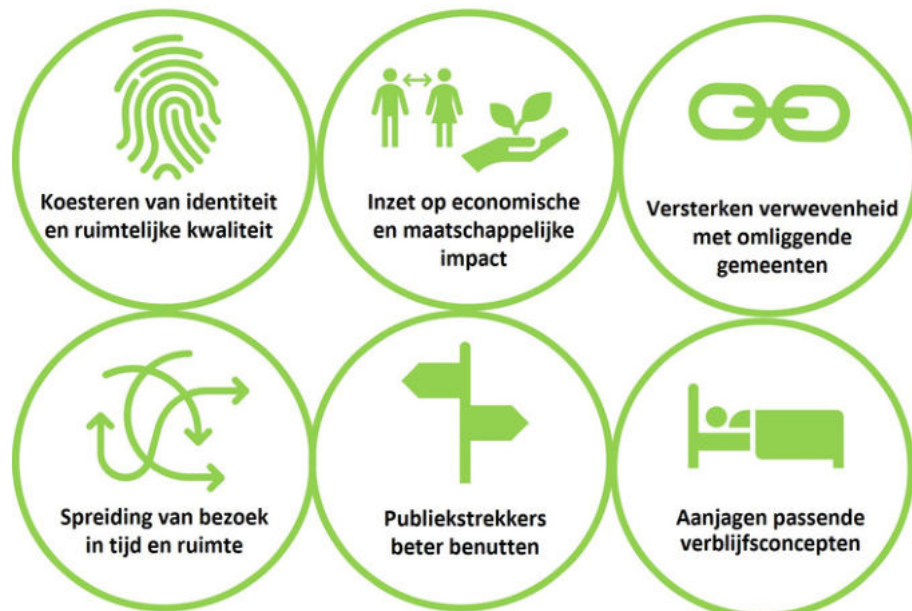 Koesteren van identiteit
en ruimtelijke kwaliteit
Inzet op economische
en maatschappelijke
impact
Versterken verwevenheid
met omliggende
gemeenten
Spreiding van bezoek
in tijd en ruimte
Publiekstrekkers
beter benutten
Aanjagen passende
verblijfsconcepten